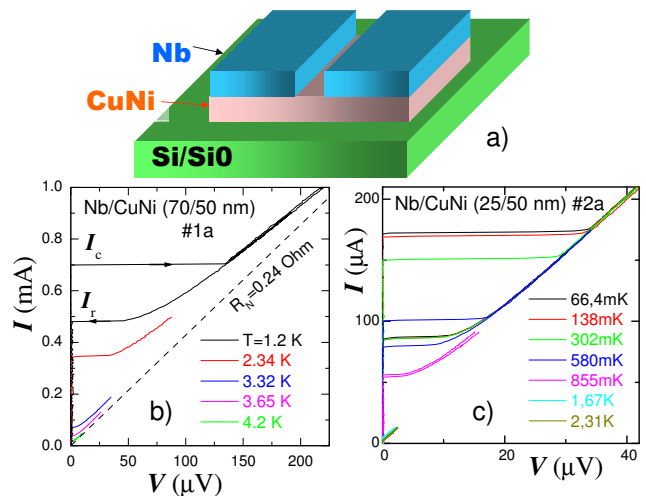 Nb
CuNi
Si/Si0
a)
1.0
0.8
0.6
0.4
0.2
0.0
I (mA)
Nb/CuNi (70/50 nm)
#1a
I_c
I_r
R_N=0.24 Ohm
T=1.2 K
2.34 K
3.32 K
3.65 K
4.2 K
b)
0 50 100 150 200
V (μV)
200
100
0
I (μA)
Nb/CuNi (25/50 nm) #2a
66,4mK
138mK
302mK
580mK
855mK
1,67K
2,31K
c)
0 20 40
V (μV)